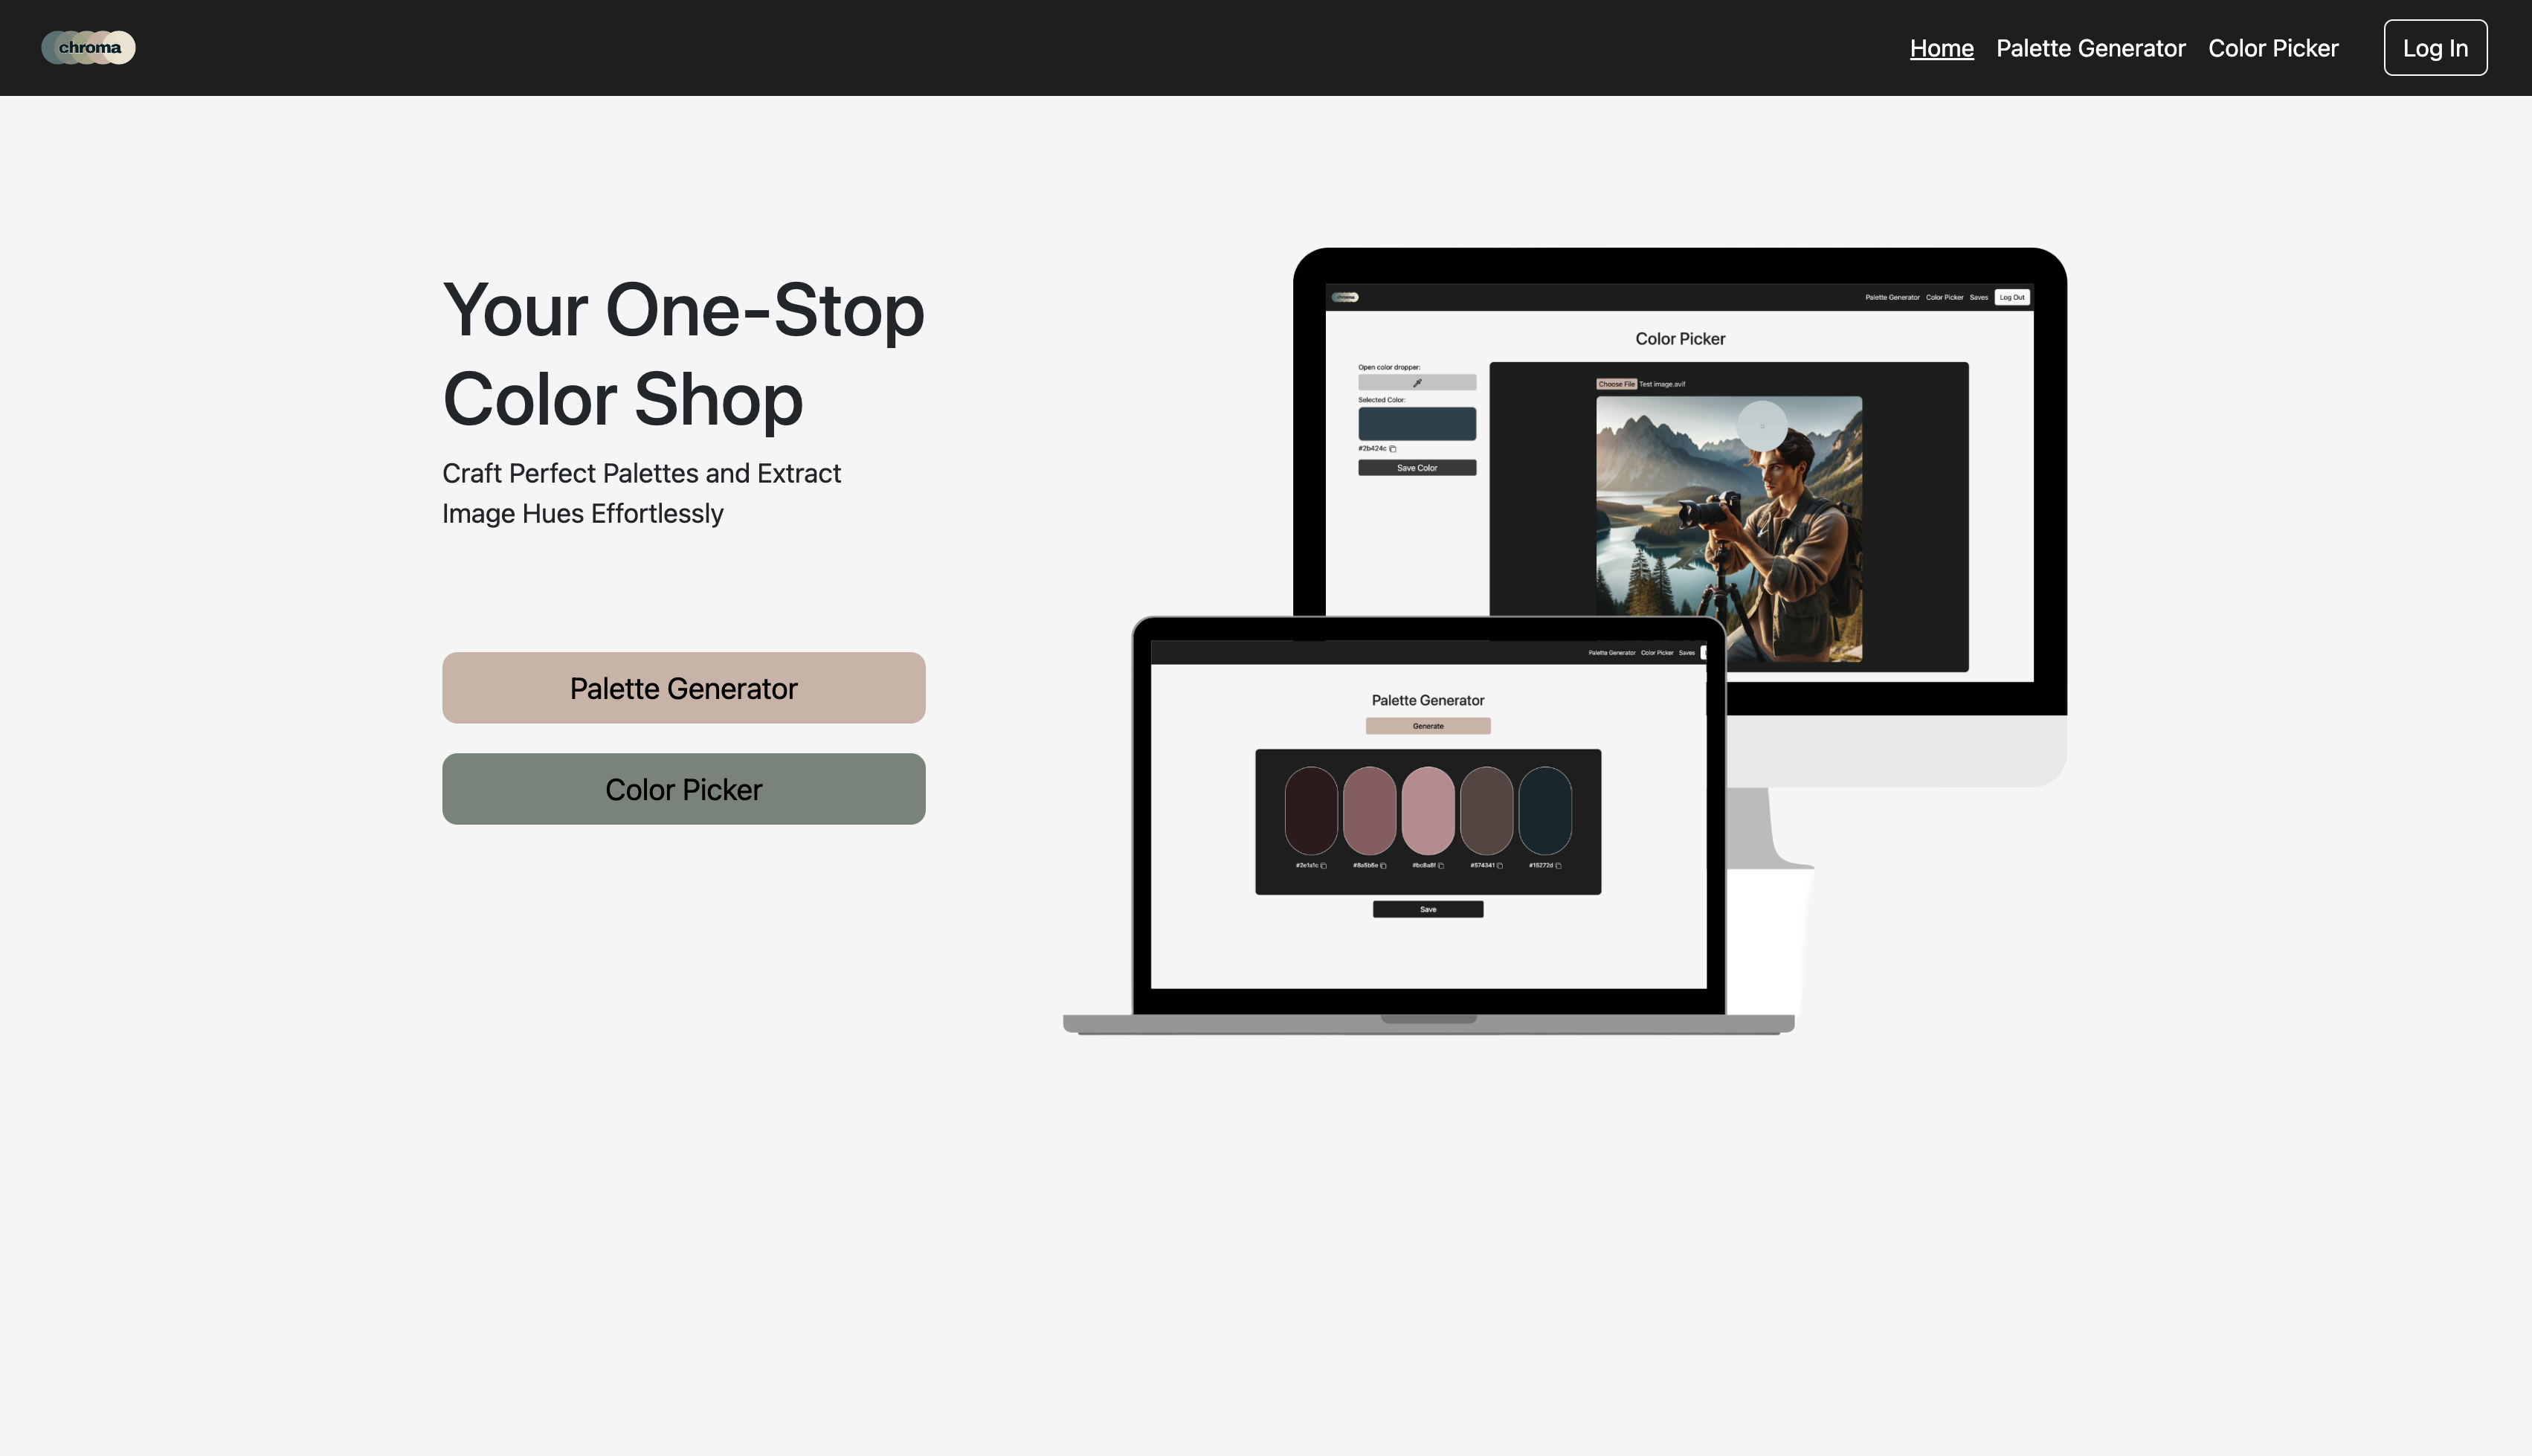 chroma
Home Palette Generator Color Picker Log In
Your One-Stop
Color Shop
Craft Perfect Palettes and Extract
Image Hues Effortlessly
Palette Generator
Color Picker
chroma
Palette Generator Color Picker Saves Log Out
Color Picker
Open color dropper:
Selected Color:
#2b424c
Save Color
Choose File Test image.avif
Palette Generator Color Picker Saves
Palette Generator
Generate
#2e1a1c #8a5b5e #bc8a8f #574341 #15272d
Save